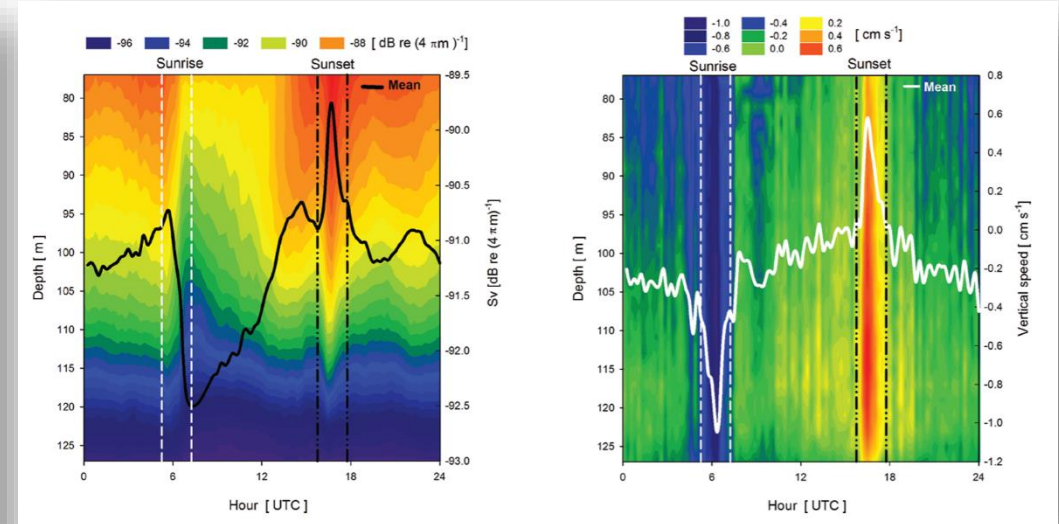 -96 -94 -92 -90 -88 [ dB re (4 πm )⁻¹
Sunrise Sunset
Mean
Depth [ m ]
80
85
90
95
100
105
110
115
120
125
-89.5
-90.0
-90.5
-91.0
-91.5
-92.0
-92.5
-93.0
Sv [dB re (4 πm)⁻¹]
0 6 12 18 24
Hour [ UTC ]
-1.0 -0.4 0.2
-0.8 -0.2 0.4 [ cm s⁻¹]
-0.6 0.0 0.6
Sunrise Sunset
Mean
Depth [ m ]
80
85
90
95
100
105
110
115
120
125
0.8
0.6
0.4
0.2
0.0
-0.2
-0.4
-0.6
-0.8
-1.0
-1.2
Vertical speed [ cm s⁻¹]
0 6 12 18 24
Hour [ UTC ]